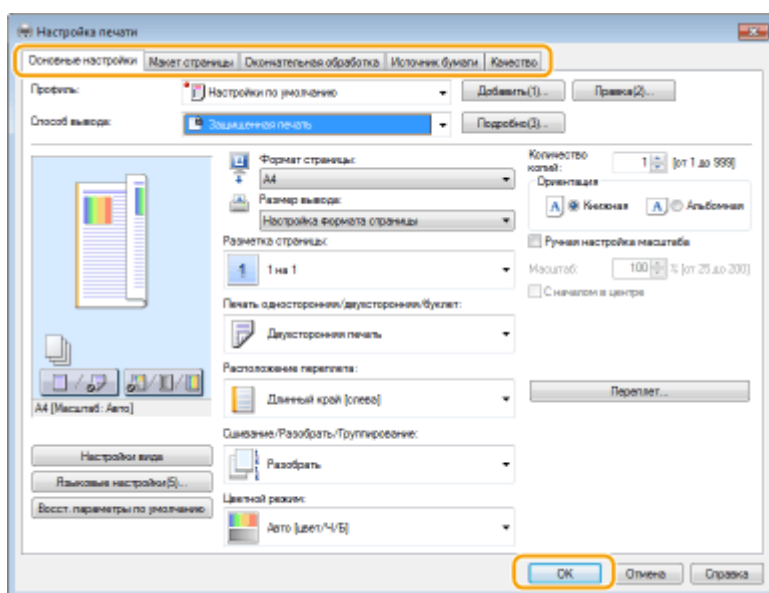 Настройка печати
Основные настройки Макет страницы Окончательная обработка Источник бумаги Качество
Профиль: Настройки по умолчанию Добавить(1)... Правка(2)...
Способ вывода: Защищенная печать Подробно(3)...
Формат страницы:
A4
Размер вывода:
Настройка формата страницы
Разметка страницы:
1 1 на 1
Печать односторонняя/двухсторонняя/буклет:
Двухсторонняя печать
Расположение переплета:
Длинный край [слева]
Сшивание/Разобрать/Группирование:
Разобрать
Цветной режим:
Авто [цвет/Ч/Б]
Количество копий: 1 [от 1 до 999]
Ориентация
A Книжная A Альбомная
Ручная настройка масштаба
Масштаб: 100 % [от 25 до 200]
С началом в центре
Переплет...
A4 [Масштаб: Авто]
Настройки вида
Языковые настройки(5)...
Восст. параметры по умолчанию
OK Отмена Справка